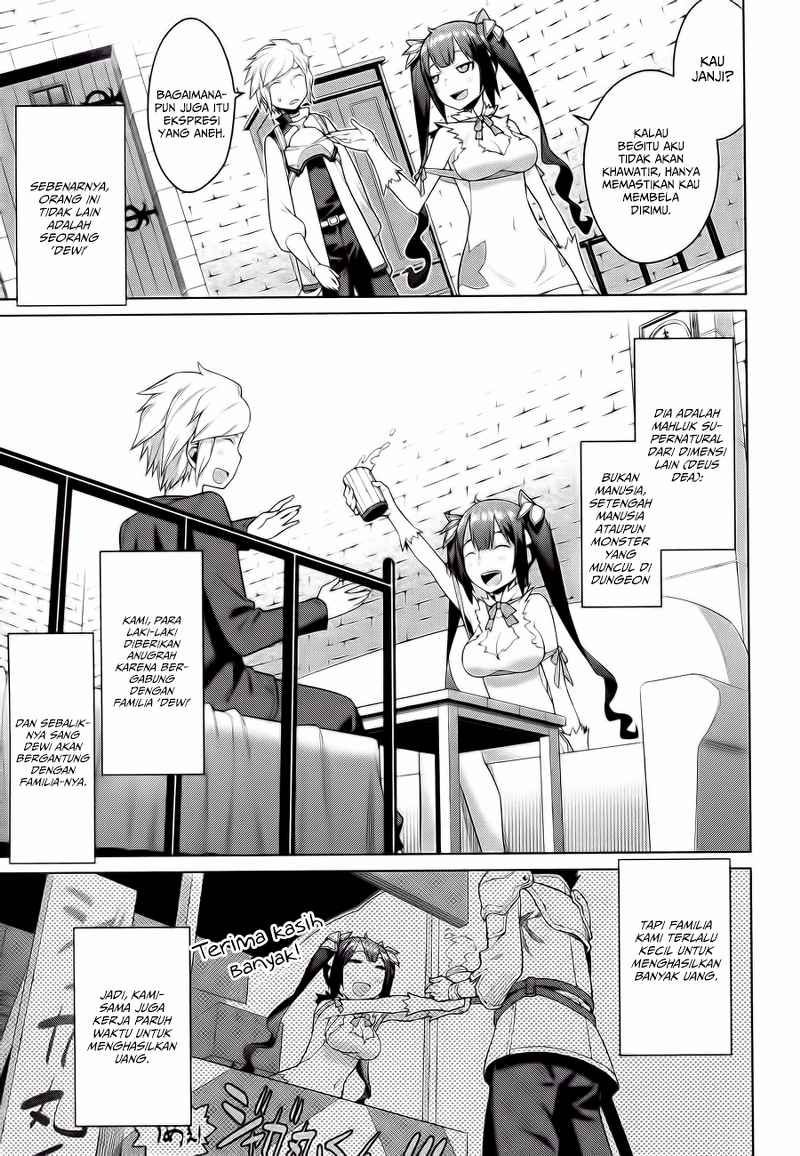 KAU
JANJI?
KALAU
BEGITU AKU
TIDAK AKAN
KHAWATIR, HANYA
MEMASTIKAN KAU
MEMBELA
DIRIMU.
BAGAIMANA-
PUN JUGA ITU
EKSPRESI
YANG ANEH.
SEBENARNYA,
ORANG INI
TIDAK LAIN
ADALAH
SEORANG
'DEWI'
DIA ADALAH
MAHLUK SU-
PERNATURAL
DARI DIMENSI
LAIN (DEUS
DEA):
BUKAN
MANUSIA,
SETENGAH
MANUSIA
ATAUPUN
MONSTER
YANG
MUNCUL DI
DUNGEON
KAMI, PARA
LAKI-LAKI
DIBERIKAN
ANUGRAH
KARENA BER-
GABUNG
DENGAN
FAMILIA 'DEWI'
DAN SEBALIK-
NYA SANG
DEWI AKAN
BERGANTUNG
DENGAN
FAMILIA-NYA.
TAPI FAMILIA
KAMI TERLALU
KECIL UNTUK
MENGHASILKAN
BANYAK UANG.
Terima kasih
Banyak!
JADI, KAMI-
SAMA JUGA
KERJA PARUH
WAKTU UNTUK
MENGHASILKAN
UANG.